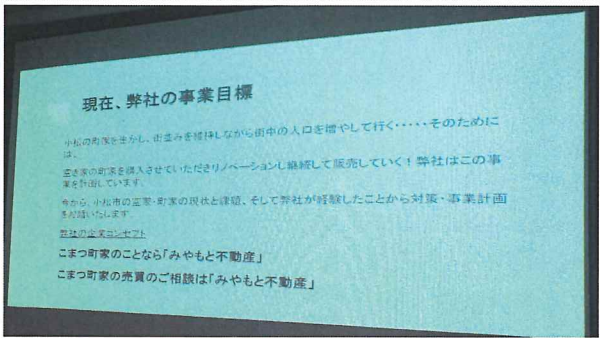 現在、弊社の事業目標
小松の町家を生かし、街並みを維持しながら街中の人口を増やして行く・・・・・そのために
は、
空き家の町家を購入させていただきリノベーションし継続して販売していく！弊社はこの事
業を計画しています。
今から、小松市の空家・町家の現状と課題、そして弊社が経験したことから対策・事業計画
をお話いたします
弊社の企業コンセプト
こまつ町家のことなら「みやもと不動産」
こまつ町家の売買のご相談は「みやもと不動産」